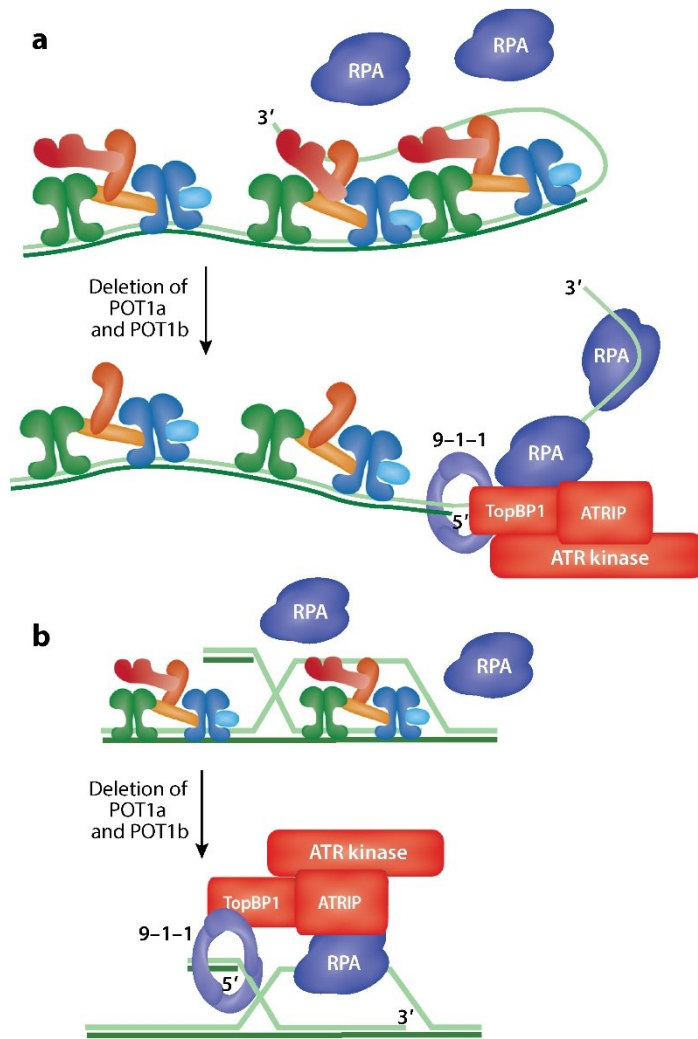 a
RPA
RPA
3′
Deletion of
POT1a
and POT1b
3′
RPA
9–1–1
RPA
5′
TopBP1
ATRIP
ATR kinase
b
RPA
RPA
Deletion of
POT1a
and POT1b
ATR kinase
TopBP1
ATRIP
9–1–1
RPA
5′
3′